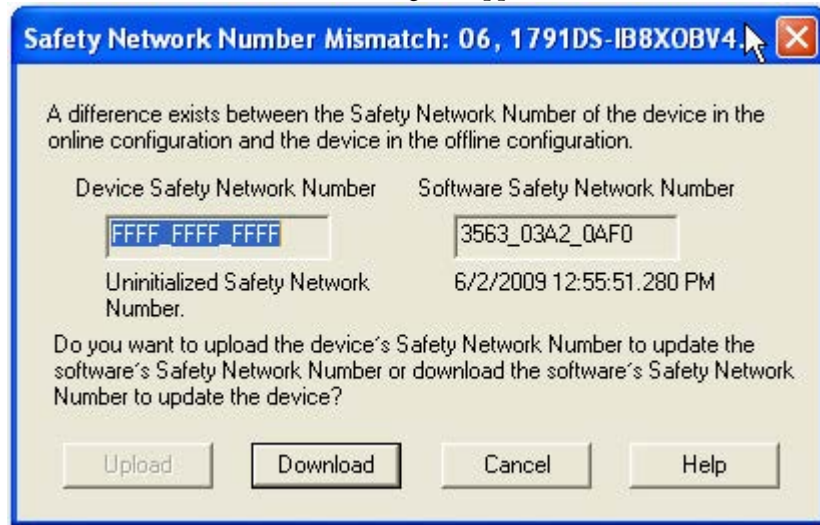 Safety Network Number Mismatch: 06, 1791DS-IB8XOBV4.
A difference exists between the Safety Network Number of the device in the
online configuration and the device in the offline configuration.
Device Safety Network Number Software Safety Network Number
FFFF_FFFF_FFFF 3563_03A2_0AF0
Uninitialized Safety Network 6/2/2009 12:55:51.280 PM
Number.
Do you want to upload the device's Safety Network Number to update the
software's Safety Network Number or download the software's Safety Network
Number to update the device?
Upload Download Cancel Help